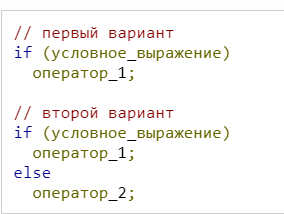 // первый вариант
if (условное_выражение)
  оператор_1;

// второй вариант
if (условное_выражение)
  оператор_1;
else
  оператор_2;